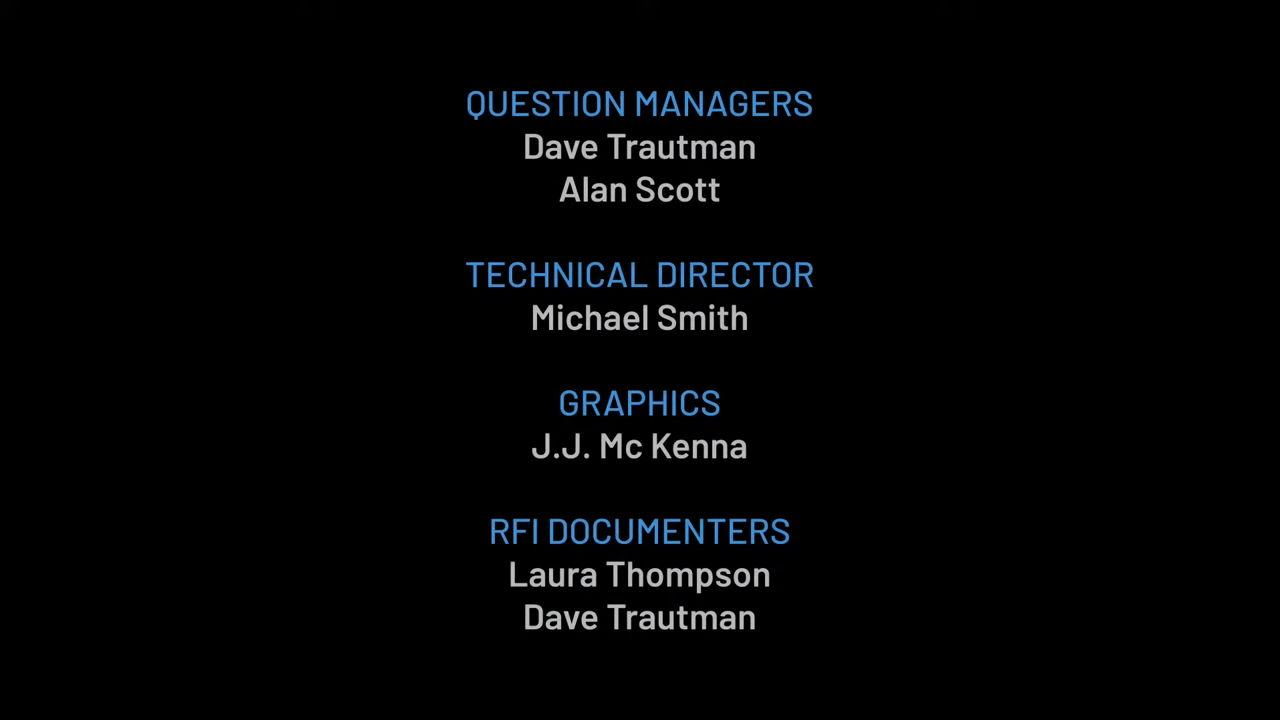 QUESTION MANAGERS
Dave Trautman
Alan Scott
TECHNICAL DIRECTOR
Michael Smith
GRAPHICS
J.J. Mc Kenna
RFI DOCUMENTERS
Laura Thompson
Dave Trautman